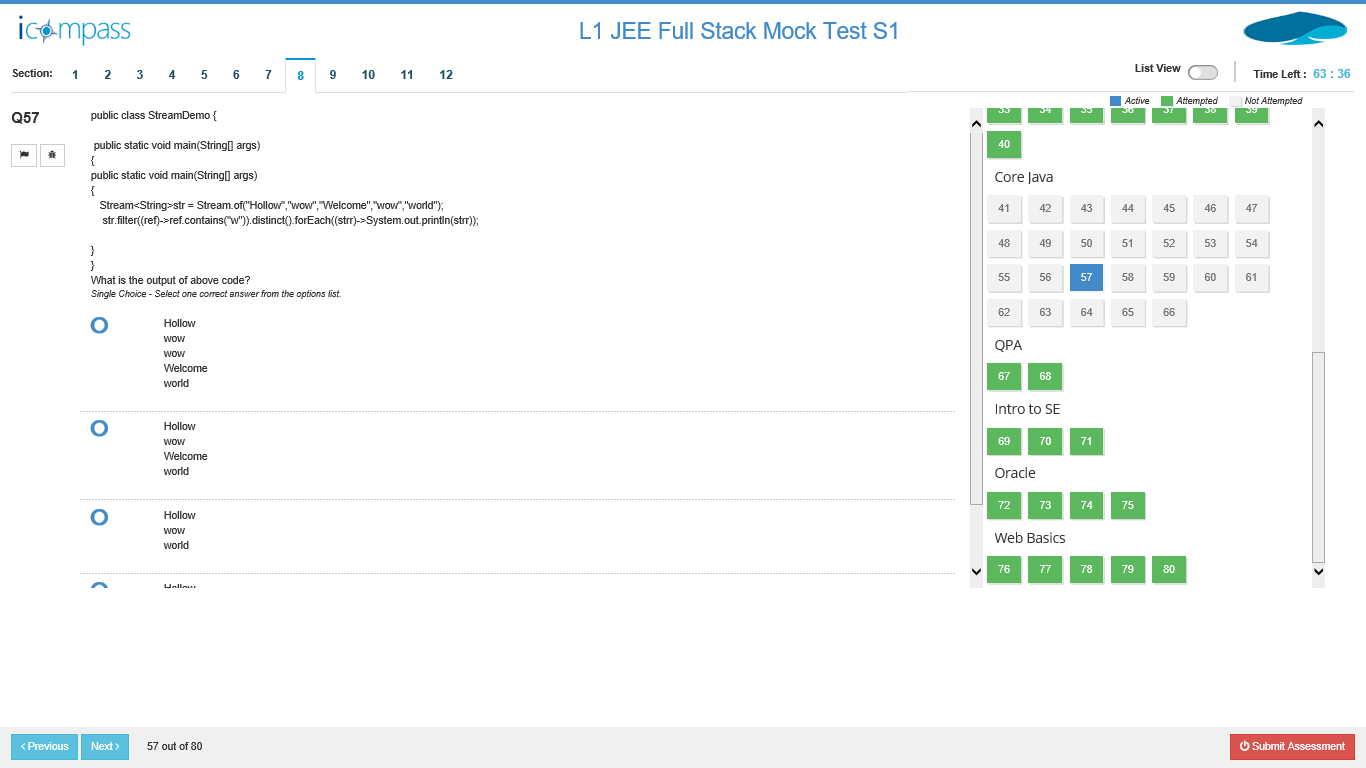 icompass
L1 JEE Full Stack Mock Test S1
Section: 1 2 3 4 5 6 7 8 9 10 11 12
List View
Time Left : 63 : 36
Active Attempted Not Attempted
Q57
public class StreamDemo {
public static void main(String[] args)
{
public static void main(String[] args)
{
Stream<String>str = Stream.of("Hollow","wow","Welcome","wow","world");
str.filter((ref)->ref.contains("w")).distinct().forEach((strr)->System.out.println(strr));
}
}
What is the output of above code?
Single Choice - Select one correct answer from the options list.
Hollow
wow
wow
Welcome
world
Hollow
wow
Welcome
world
Hollow
wow
world
Hollow
33 34 35 36 37 38 39
40
Core Java
41 42 43 44 45 46 47
48 49 50 51 52 53 54
55 56 57 58 59 60 61
62 63 64 65 66
QPA
67 68
Intro to SE
69 70 71
Oracle
72 73 74 75
Web Basics
76 77 78 79 80
< Previous
Next >
57 out of 80
Submit Assessment